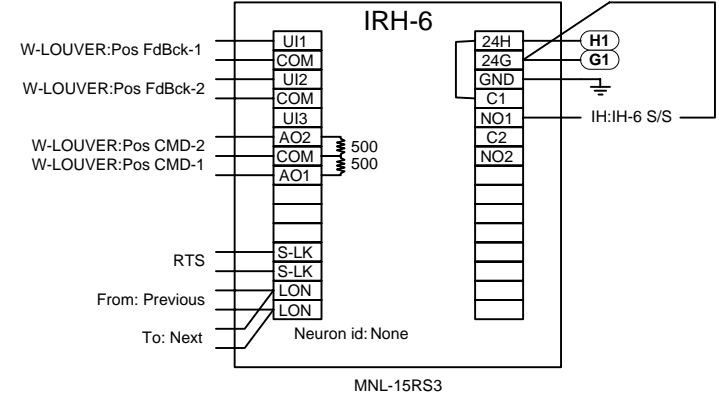 IRH-6
W-LOUVER:Pos FdBck-1
W-LOUVER:Pos FdBck-2
W-LOUVER:Pos CMD-2
W-LOUVER:Pos CMD-1
RTS
From: Previous
To: Next
UI1
COM
UI2
COM
UI3
AO2
COM
AO1
S-LK
S-LK
LON
LON
500
500
24H
24G
GND
C1
NO1
C2
NO2
H1
G1
IH:IH-6 S/S
Neuron id: None
MNL-15RS3